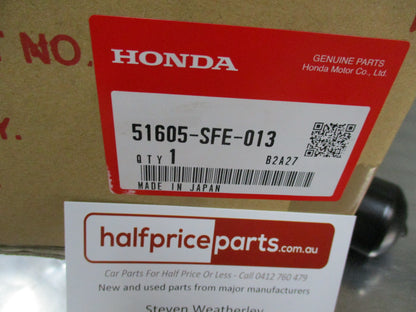 T NO.
HONDA
GENUINE PARTS
Honda Motor Co., Ltd.
51605-SFE-013
QTY 1
B2A27
MADE IN JAPAN
halfpriceparts.com.au
Car Parts For Half Price Or Less - Call 0412 760 479
New and used parts from major manufacturers
Steven Weatherley